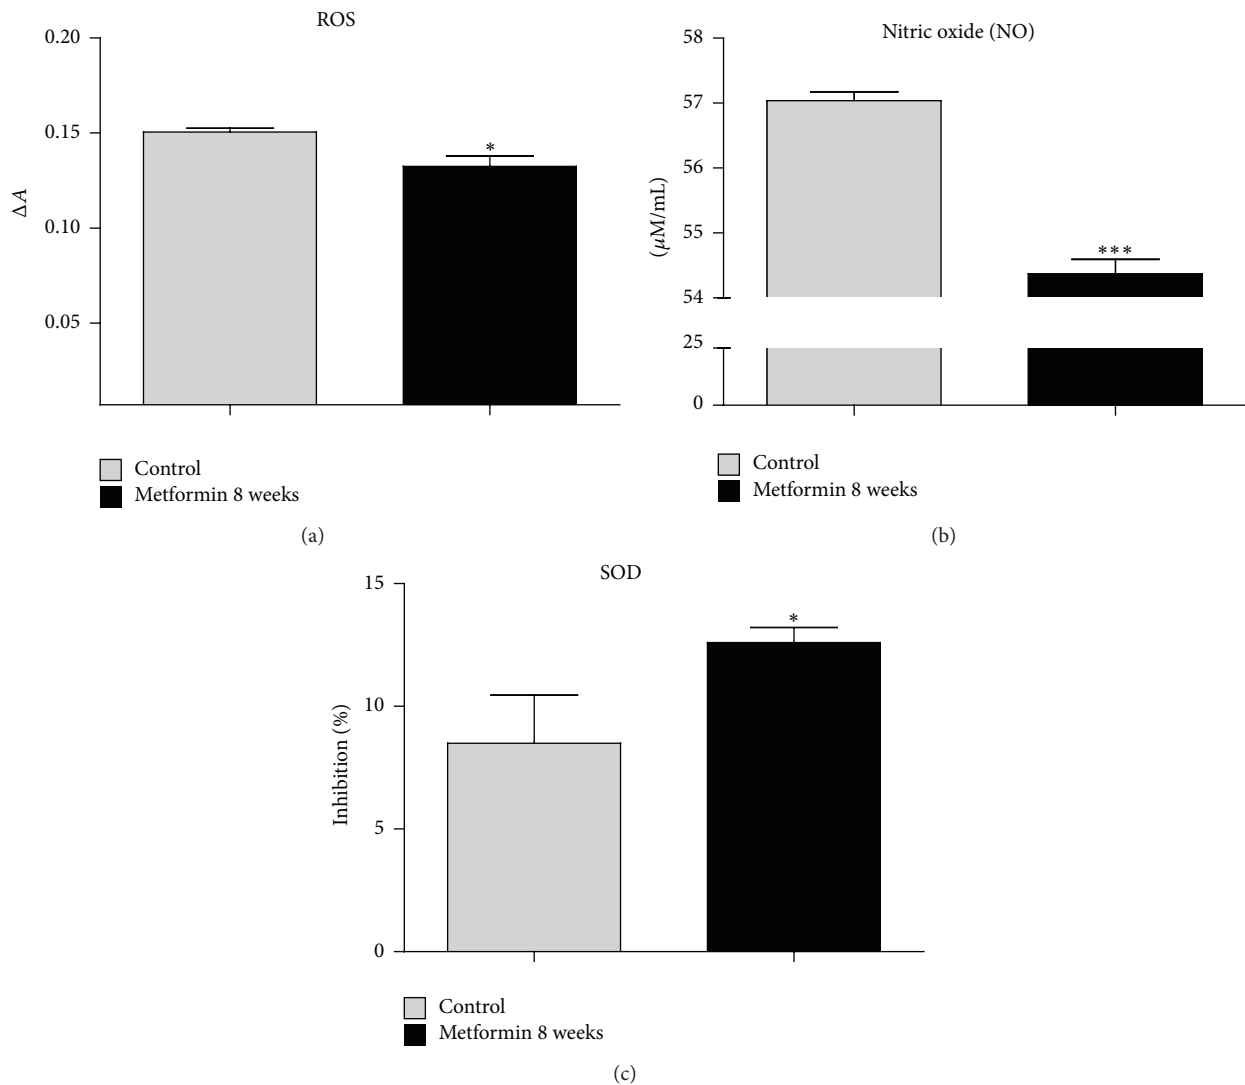 ROS
0.20
0.15
0.10
0.05
ΔA
*
Control
Metformin 8 weeks
(a)
Nitric oxide (NO)
58
57
56
55
54
25
0
(μM/mL)
***
Control
Metformin 8 weeks
(b)
SOD
15
10
5
0
Inhibition (%)
*
Control
Metformin 8 weeks
(c)